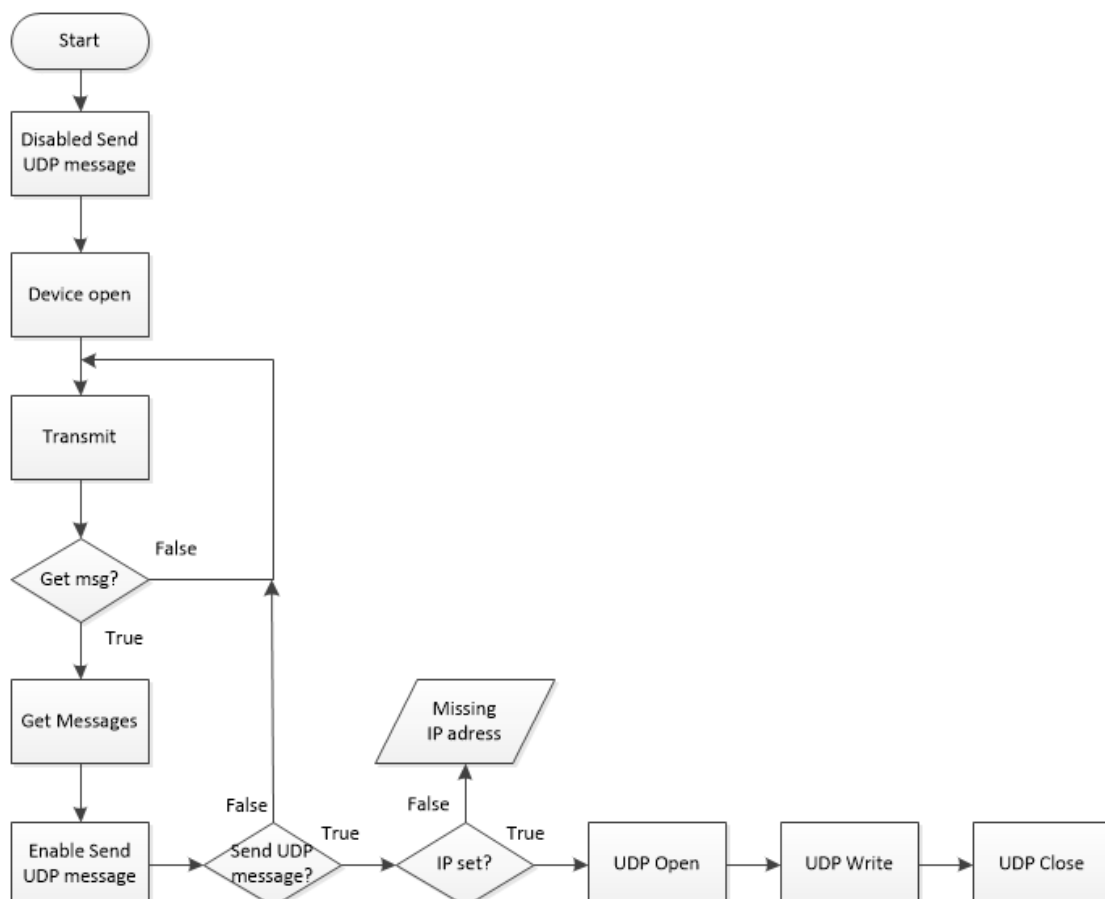 Start
Disabled Send
UDP message
Device open
Transmit
False
Get msg?
True
Get Messages
Missing
IP adress
False
False
True
True
Enable Send
UDP message
Send UDP
message?
IP set?
UDP Open
UDP Write
UDP Close